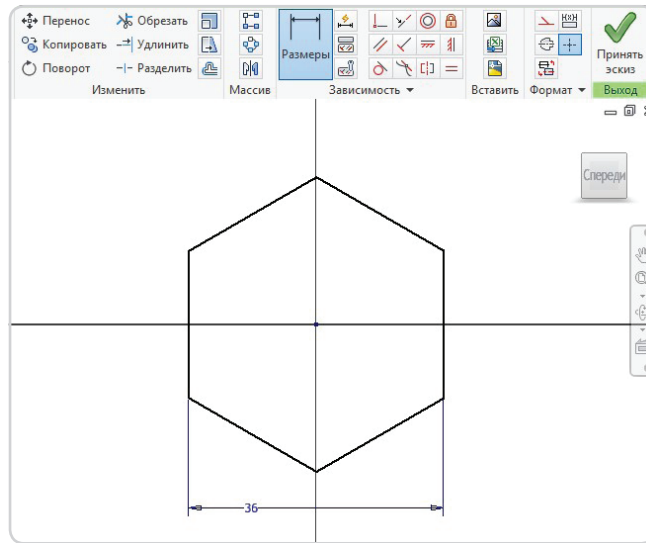 Перенос Обрезать
Копировать Удлинить
Поворот Разделить
Изменить
Массив
Размеры
Зависимость
Вставить
Формат
Принять
эскиз
Выход
Спереди
36